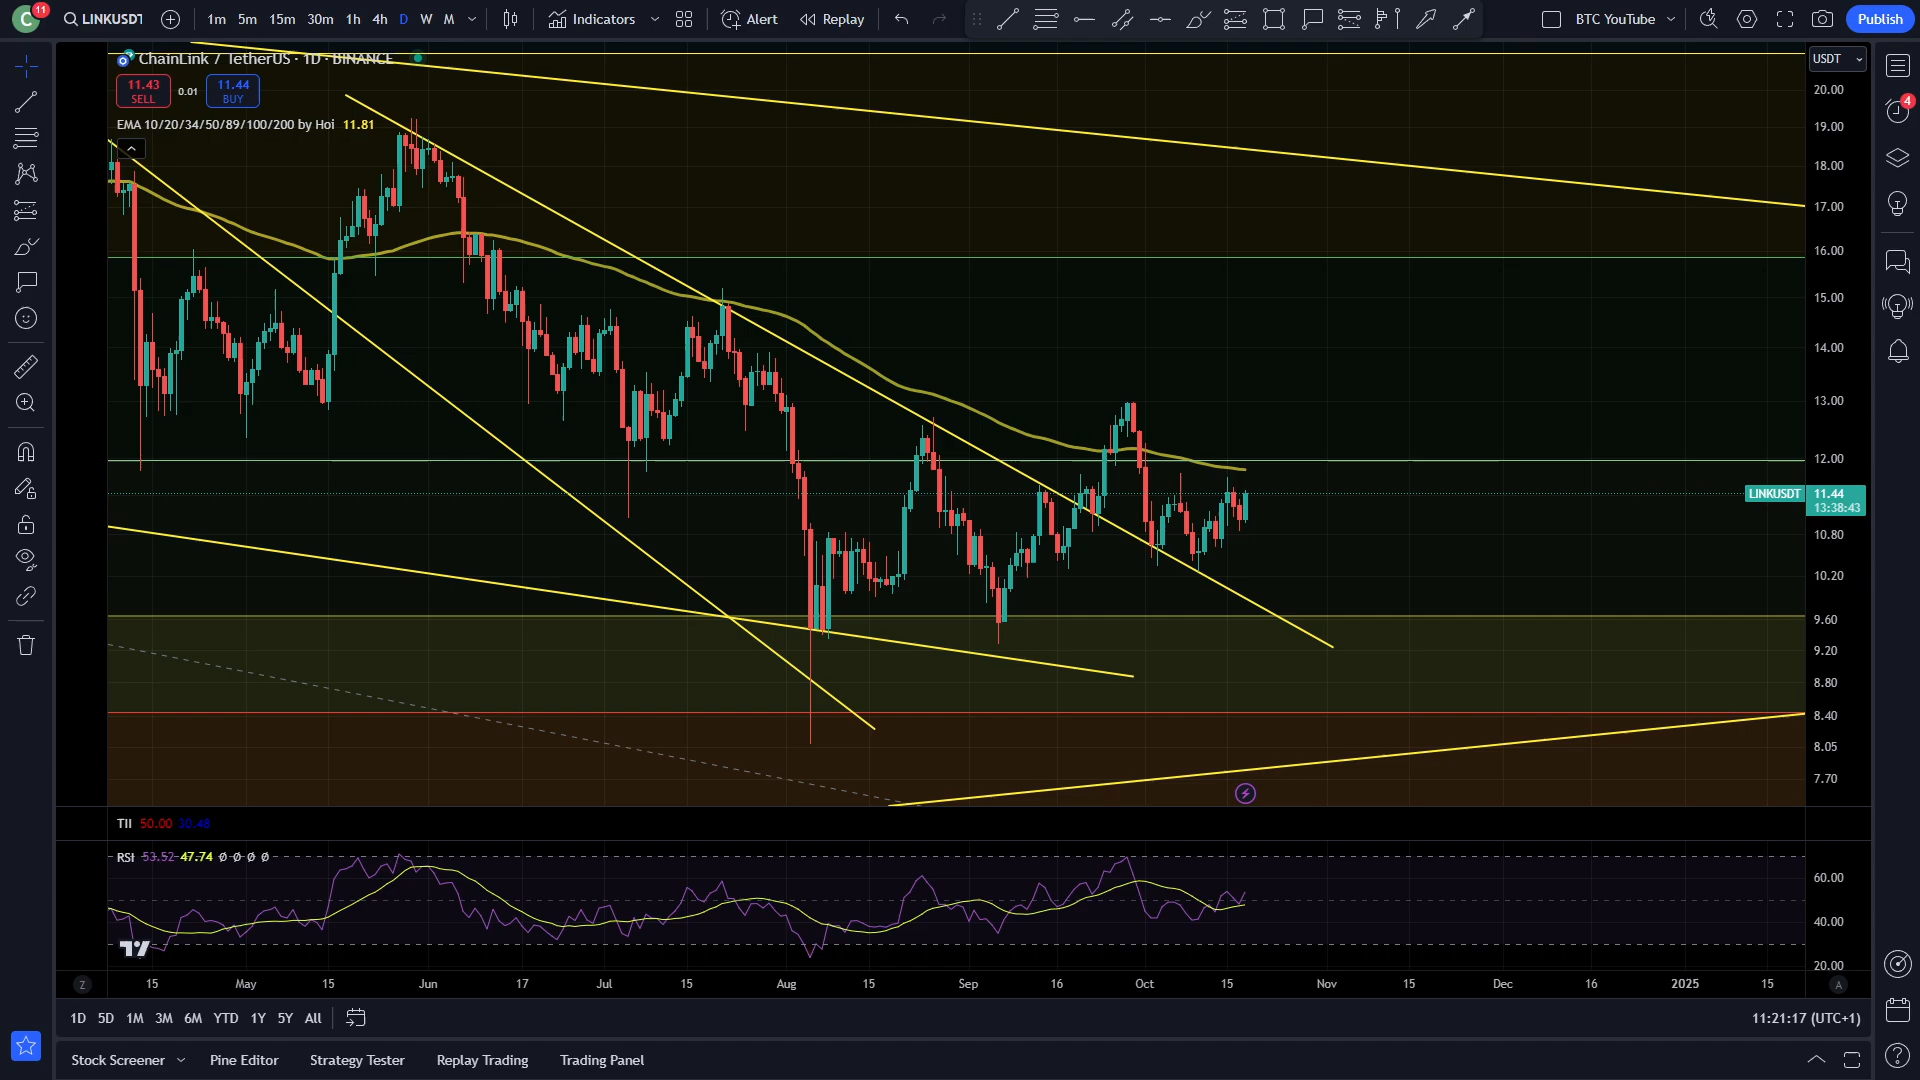 C 11 LINKUSDT 1m 5m 15m 30m 1h 4h D W M Indicators Alert Replay BTC YouTube Publish
ChainLink / TetherUS · 1D · BINANCE
USDT
11.43 SELL 0.01 11.44 BUY
EMA 10/20/34/50/89/100/200 by Hoi 11.81
4
20.00
19.00
18.00
17.00
16.00
15.00
14.00
13.00
12.00
LINKUSDT 11.44
13:38:43
10.80
10.20
9.60
9.20
8.80
8.40
8.05
7.70
TII 50.00 30.48
RSI 53.52 47.74 Ø Ø Ø Ø
60.00
40.00
20.00
Z 15 May 15 Jun 17 Jul 15 Aug 15 Sep 16 Oct 15 Nov 15 Dec 16 2025 15 A
1D 5D 1M 3M 6M YTD 1Y 5Y All 11:21:17 (UTC+1)
Stock Screener Pine Editor Strategy Tester Replay Trading Trading Panel